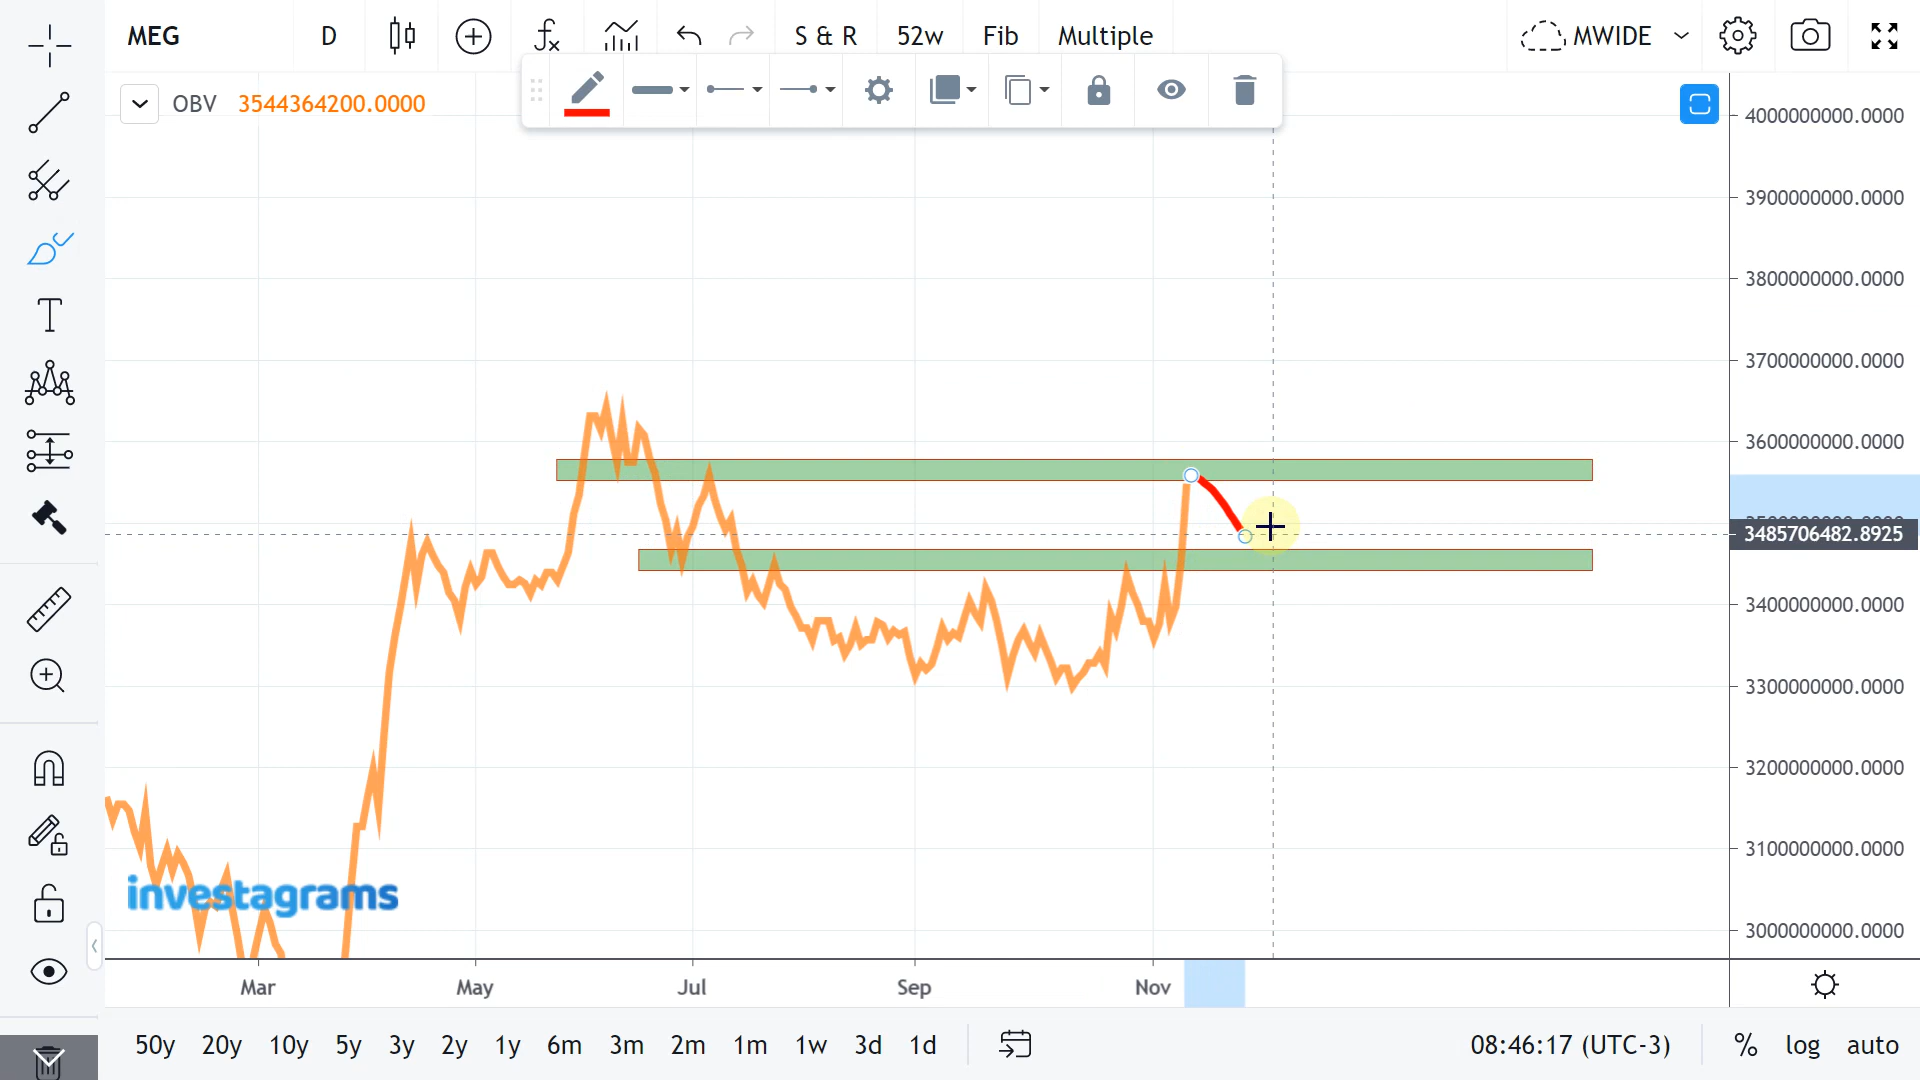 MEG D S & R 52w Fib Multiple MWIDE
OBV 3544364200.0000
4000000000.0000
3900000000.0000
3800000000.0000
3700000000.0000
3600000000.0000
3485706482.8925
3400000000.0000
3300000000.0000
3200000000.0000
3100000000.0000
3000000000.0000
investagrams
Mar May Jul Sep Nov
50y 20y 10y 5y 3y 2y 1y 6m 3m 2m 1m 1w 3d 1d 08:46:17 (UTC-3) % log auto